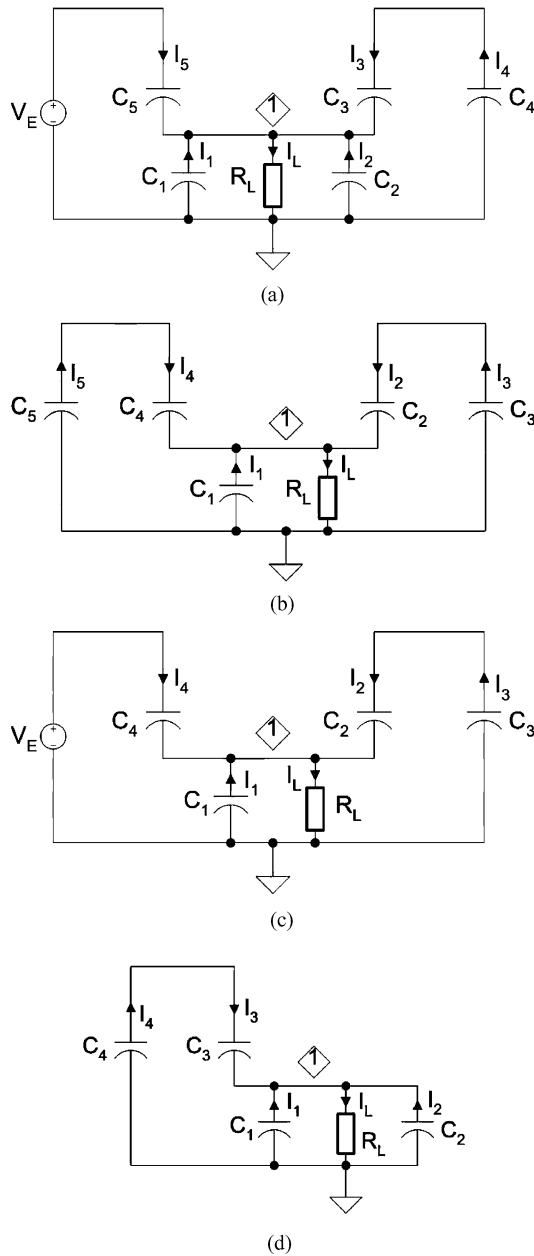 I5 I3 I4
VE C5 1 C3 C4
+
−
I1 IL I2
C1 RL C2
(a)
I5 I4 I2 I3
C5 C4 1 C2 C3
I1 IL
C1 RL
(b)
I4 I2 I3
VE C4 1 C2 C3
+
−
I1 IL
C1 RL
(c)
I4 I3
C4 C3 1
I1 IL I2
C1 RL C2
(d)